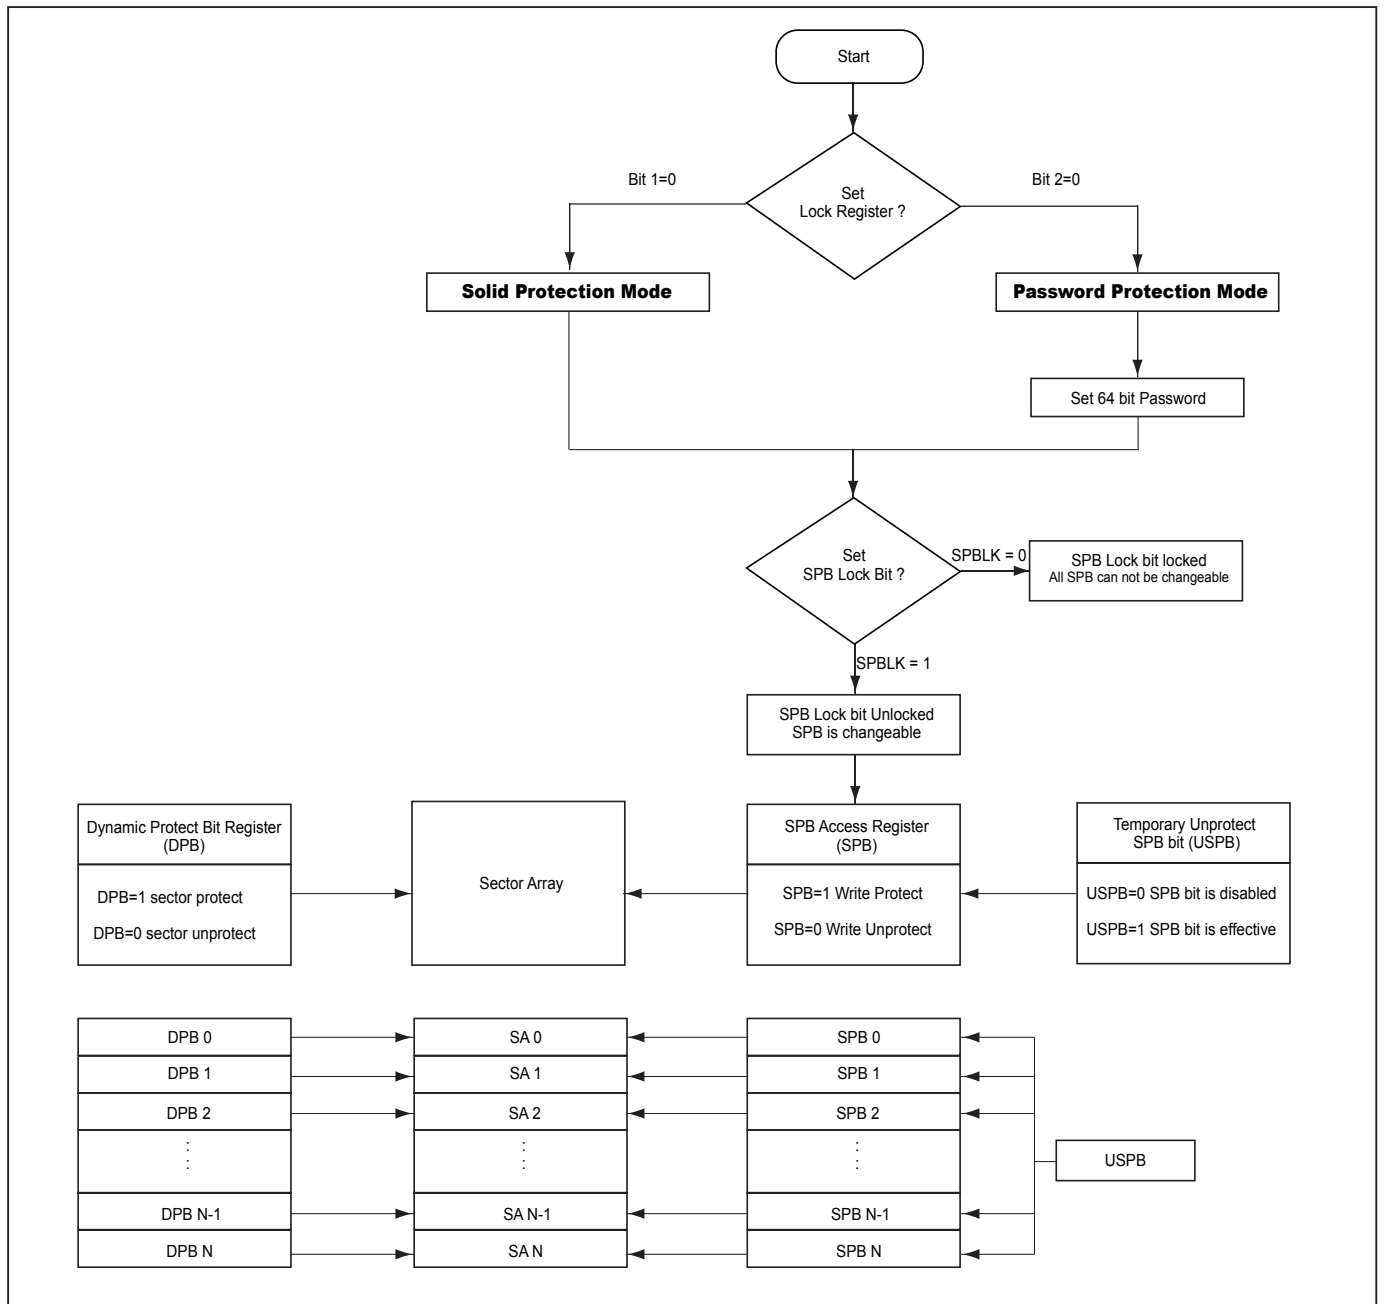 Start
Bit 1=0
Set
Lock Register ?
Bit 2=0
Solid Protection Mode
Password Protection Mode
Set 64 bit Password
Set
SPB Lock Bit ?
SPBLK = 0
SPB Lock bit locked
All SPB can not be changeable
SPBLK = 1
SPB Lock bit Unlocked
SPB is changeable
Dynamic Protect Bit Register
(DPB)
DPB=1 sector protect
DPB=0 sector unprotect
Sector Array
SPB Access Register
(SPB)
SPB=1 Write Protect
SPB=0 Write Unprotect
Temporary Unprotect
SPB bit (USPB)
USPB=0 SPB bit is disabled
USPB=1 SPB bit is effective
DPB 0
SA 0
SPB 0
DPB 1
SA 1
SPB 1
DPB 2
SA 2
SPB 2
USPB
DPB N-1
SA N-1
SPB N-1
DPB N
SA N
SPB N